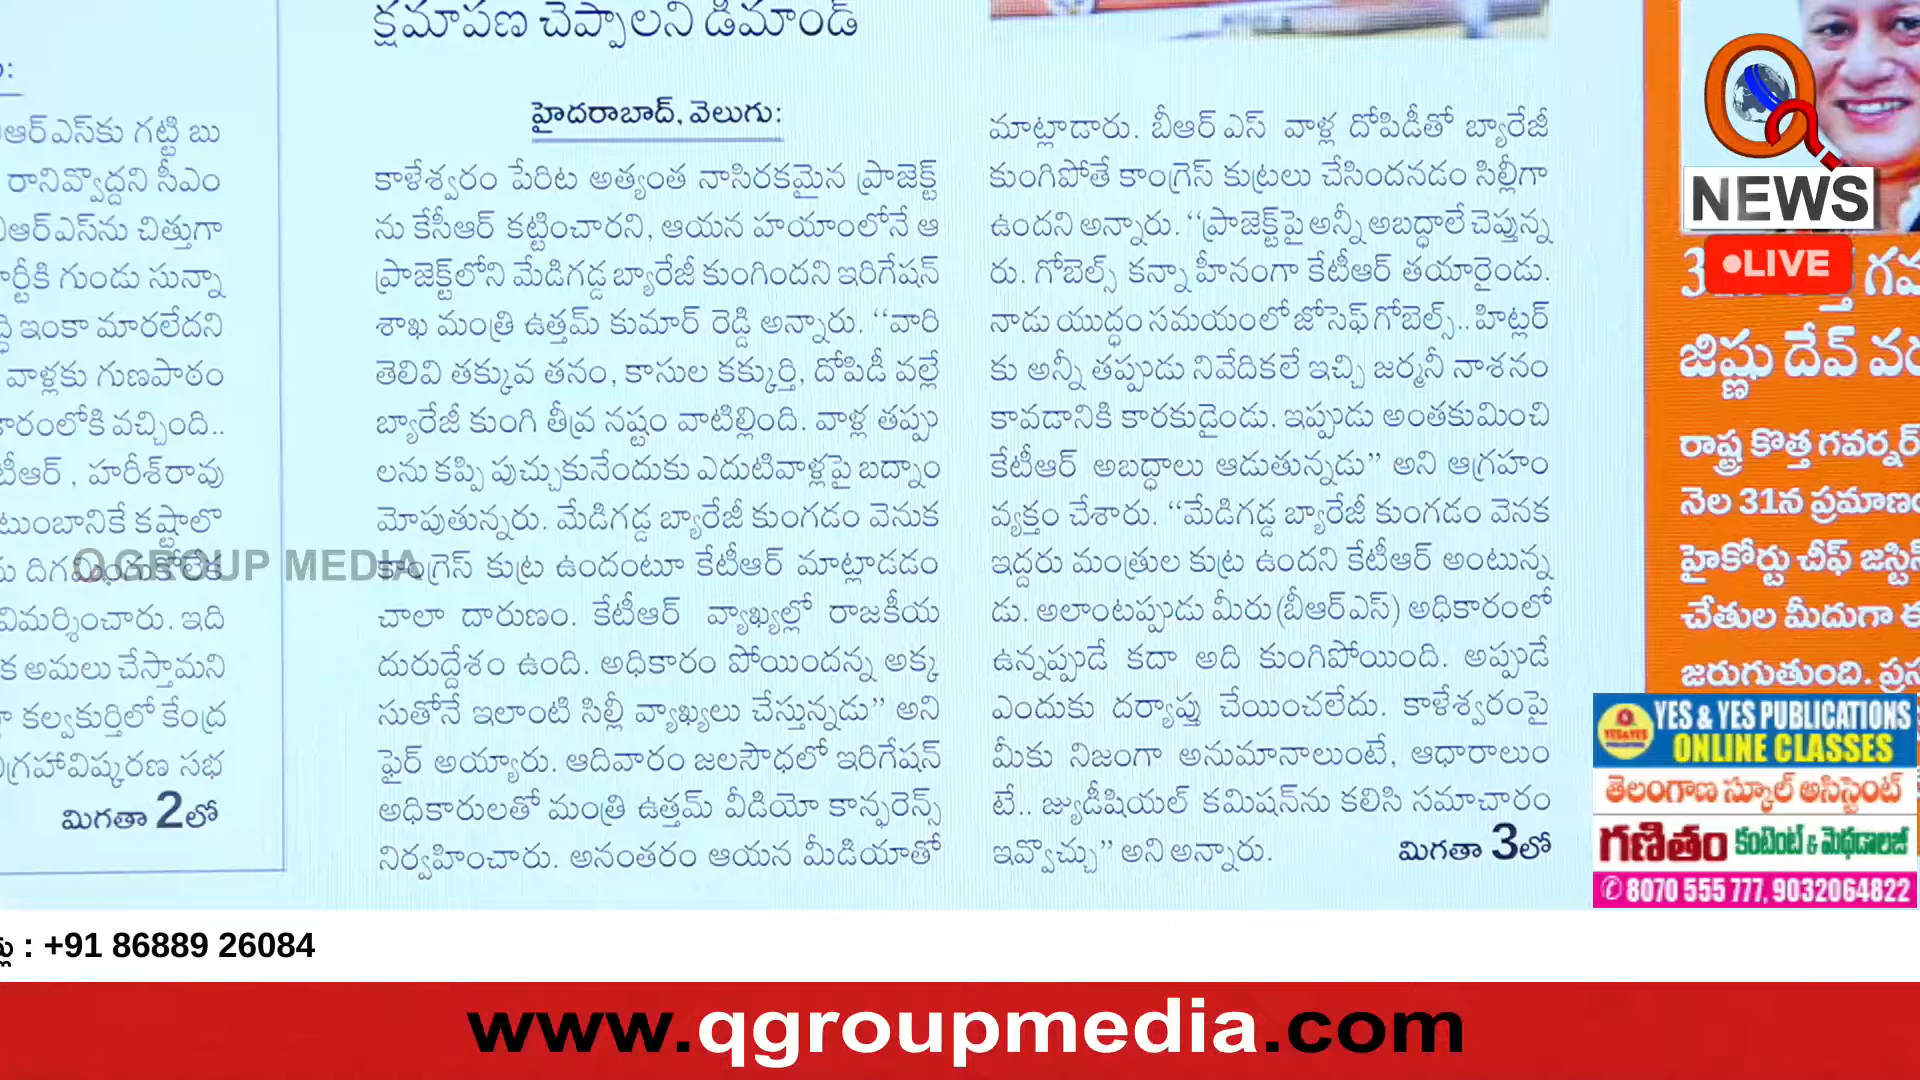 క్షమాపణ చెప్పాలని డిమాండ్
హైదరాబాద్, వెలుగు:
కాళేశ్వరం పేరిట అత్యంత నాసిరకమైన ప్రాజెక్ట్
ను కేసీఆర్ కట్టించారని, ఆయన హయాంలోనే ఆ
ప్రాజెక్ట్‌లోని మేడిగడ్డ బ్యారేజీ కుంగిందని ఇరిగేషన్
శాఖ మంత్రి ఉత్తమ్ కుమార్ రెడ్డి అన్నారు. ‘‘వారి
తెలివి తక్కువ తనం, కాసుల కక్కుర్తి, దోపిడీ వల్లే
బ్యారేజీ కుంగి తీవ్ర నష్టం వాటిల్లింది. వాళ్ల తప్పు
లను కప్పి పుచ్చుకునేందుకు ఎదుటివాళ్లపై బద్నాం
మోపుతున్నరు. మేడిగడ్డ బ్యారేజీ కుంగడం వెనుక
కాంగ్రెస్ కుట్ర ఉందంటూ కేటీఆర్ మాట్లాడడం
చాలా దారుణం. కేటీఆర్ వ్యాఖ్యల్లో రాజకీయ
దురుద్దేశం ఉంది. అధికారం పోయిందన్న అక్క
సుతోనే ఇలాంటి సిల్లీ వ్యాఖ్యలు చేస్తున్నడు’’ అని
ఫైర్ అయ్యారు. ఆదివారం జలసౌధలో ఇరిగేషన్
అధికారులతో మంత్రి ఉత్తమ్ వీడియో కాన్ఫరెన్స్
నిర్వహించారు. అనంతరం ఆయన మీడియాతో
మాట్లాడారు. బీఆర్ ఎస్ వాళ్ల దోపిడీతో బ్యారేజీ
కుంగిపోతే కాంగ్రెస్ కుట్రలు చేసిందనడం సిల్లీగా
ఉందని అన్నారు. ‘‘ప్రాజెక్ట్‌పై అన్నీ అబద్ధాలే చెప్తున్న
రు. గోబెల్స్ కన్నా హీనంగా కేటీఆర్ తయారైండు.
నాడు యుద్ధం సమయంలో జోసెఫ్ గోబెల్స్.. హిట్లర్
కు అన్నీ తప్పుడు నివేదికలే ఇచ్చి జర్మనీ నాశనం
కావడానికి కారకుడైండు. ఇప్పుడు అంతకుమించి
కేటీఆర్ అబద్ధాలు ఆడుతున్నడు’’ అని ఆగ్రహం
వ్యక్తం చేశారు. ‘‘మేడిగడ్డ బ్యారేజీ కుంగడం వెనక
ఇద్దరు మంత్రుల కుట్ర ఉందని కేటీఆర్ అంటున్న
డు. అలాంటప్పుడు మీరు (బీఆర్ఎస్) అధికారంలో
ఉన్నప్పుడే కదా అది కుంగిపోయింది. అప్పుడే
ఎందుకు దర్యాప్తు చేయించలేదు. కాళేశ్వరంపై
మీకు నిజంగా అనుమానాలుంటే, ఆధారాలుం
టే.. జ్యుడీషియల్ కమిషన్‌ను కలిసి సమాచారం
ఇవ్వొచ్చు’’ అని అన్నారు.
మిగతా 3లో
ఆర్ఎస్‌కు గట్టి బు
రానివ్వొద్దని సీఎం
ఆర్ఎస్‌ను చిత్తుగా
ర్టీకి గుండు సున్నా
ఇంకా మారలేదని
వాళ్లకు గుణపాఠం
కారంలోకి వచ్చింది..
టీఆర్ , హరీశ్‌రావు
టుంబానికే కష్టాలొ
విమర్శించారు. ఇది
క అమలు చేస్తామని
కల్వకుర్తిలో కేంద్ర
విగ్రహావిష్కరణ సభ
మిగతా 2లో
Q GROUP MEDIA
Q
NEWS
LIVE
జిష్ణు దేవ్ వర
రాష్ట్ర కొత్త గవర్నర్
నెల 31న ప్రమాణం
హైకోర్టు చీఫ్ జస్టిస్
చేతుల మీదుగా ఈ
జరుగుతుంది. ప్రస
YES & YES PUBLICATIONS
ONLINE CLASSES
తెలంగాణ స్కూల్ అసిస్టెంట్
గణితం కంటెంట్ & మెథడాలజీ
8070 555 777, 9032064822
: +91 86889 26084
www.qgroupmedia.com